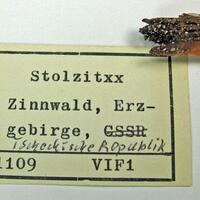 Stolzitxx
Zinnwald, Erz-
gebirge, CSSR
Tschechische Republik
1109 VIF1